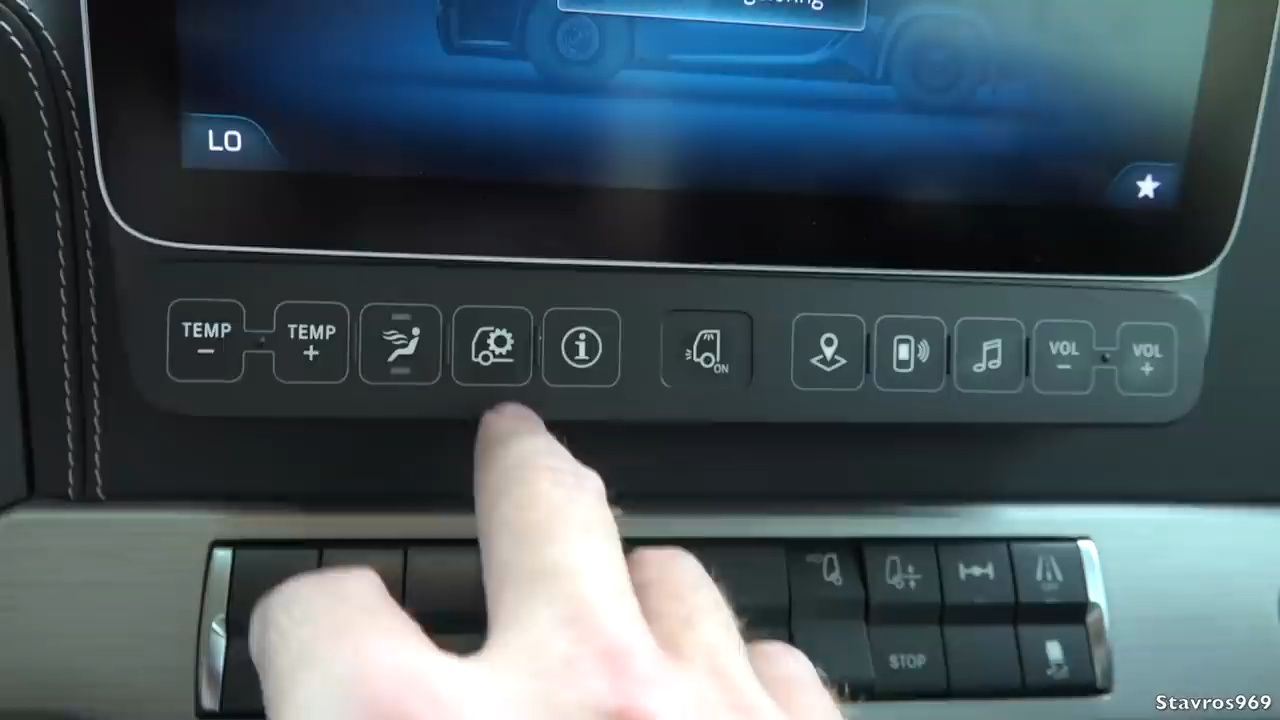 LO
TEMP
−
TEMP
+
ON
VOL
−
VOL
+
STOP
Stavros969